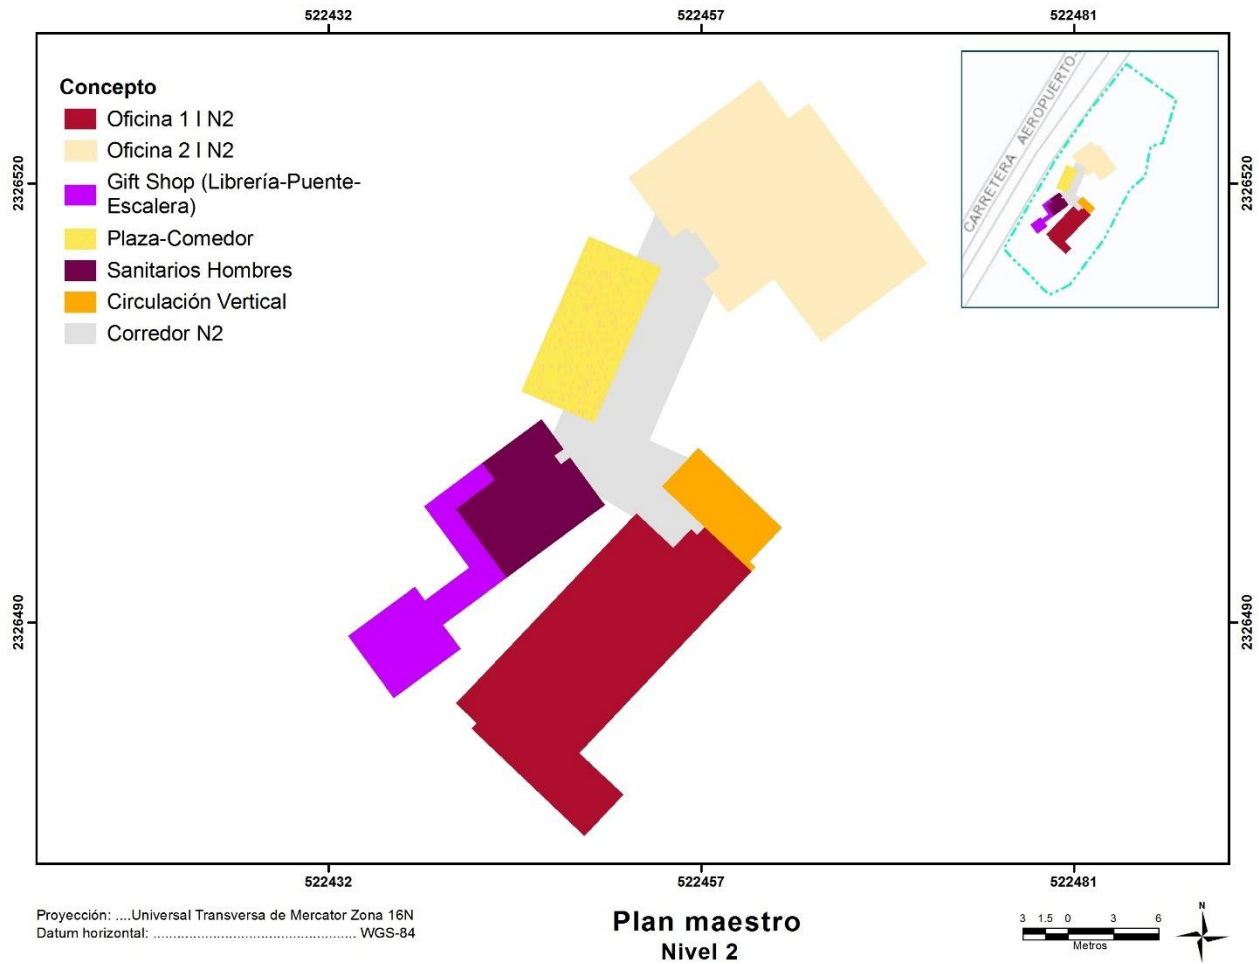 522432
522457
522481
Concepto
Oficina 1 I N2
Oficina 2 I N2
Gift Shop (Librería-Puente-
Escalera)
Plaza-Comedor
Sanitarios Hombres
Circulación Vertical
Corredor N2
CARRETERA AEROPUERTO-
2326520
2326520
2326490
2326490
522432
522457
522481
Proyección: ....Universal Transversa de Mercator Zona 16N
Datum horizontal: .................................................. WGS-84
Plan maestro
Nivel 2
3 1.5 0 3 6
Metros
N